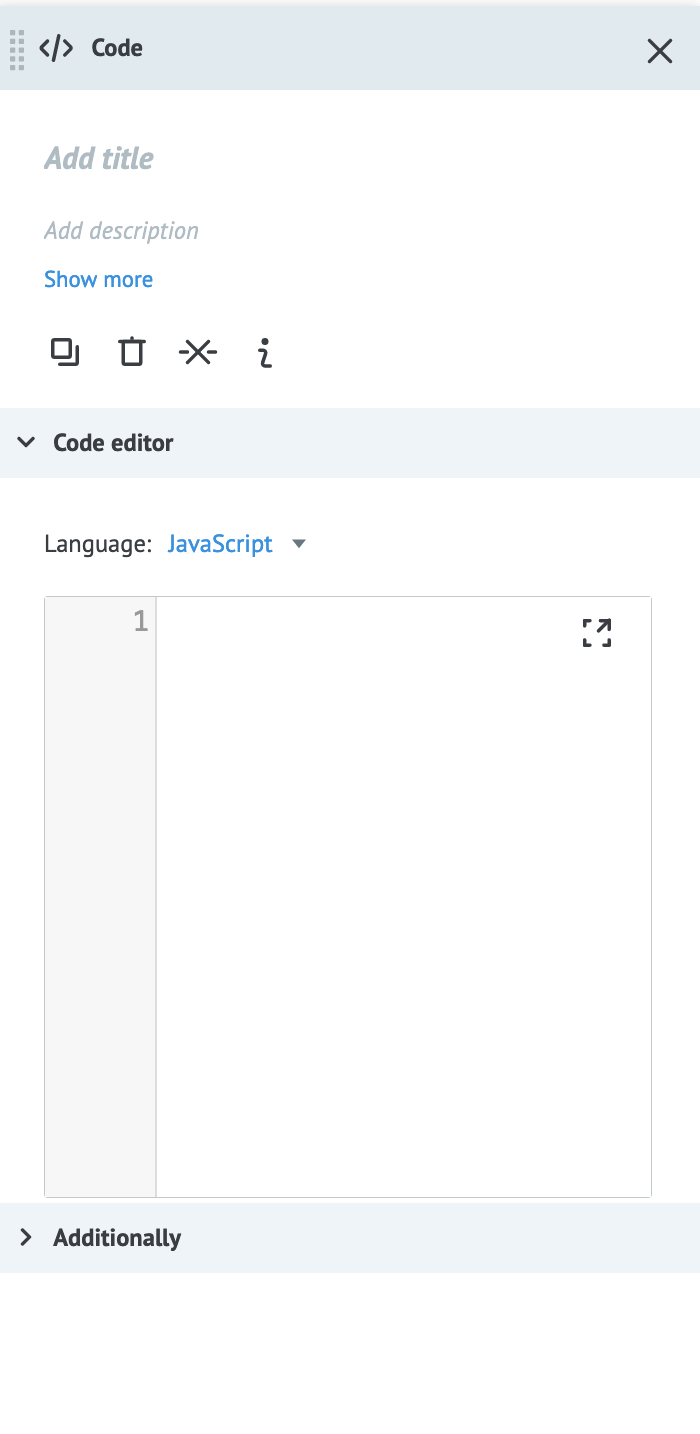 Code
Add title
Add description
Show more
Code editor
Language: JavaScript
1
Additionally